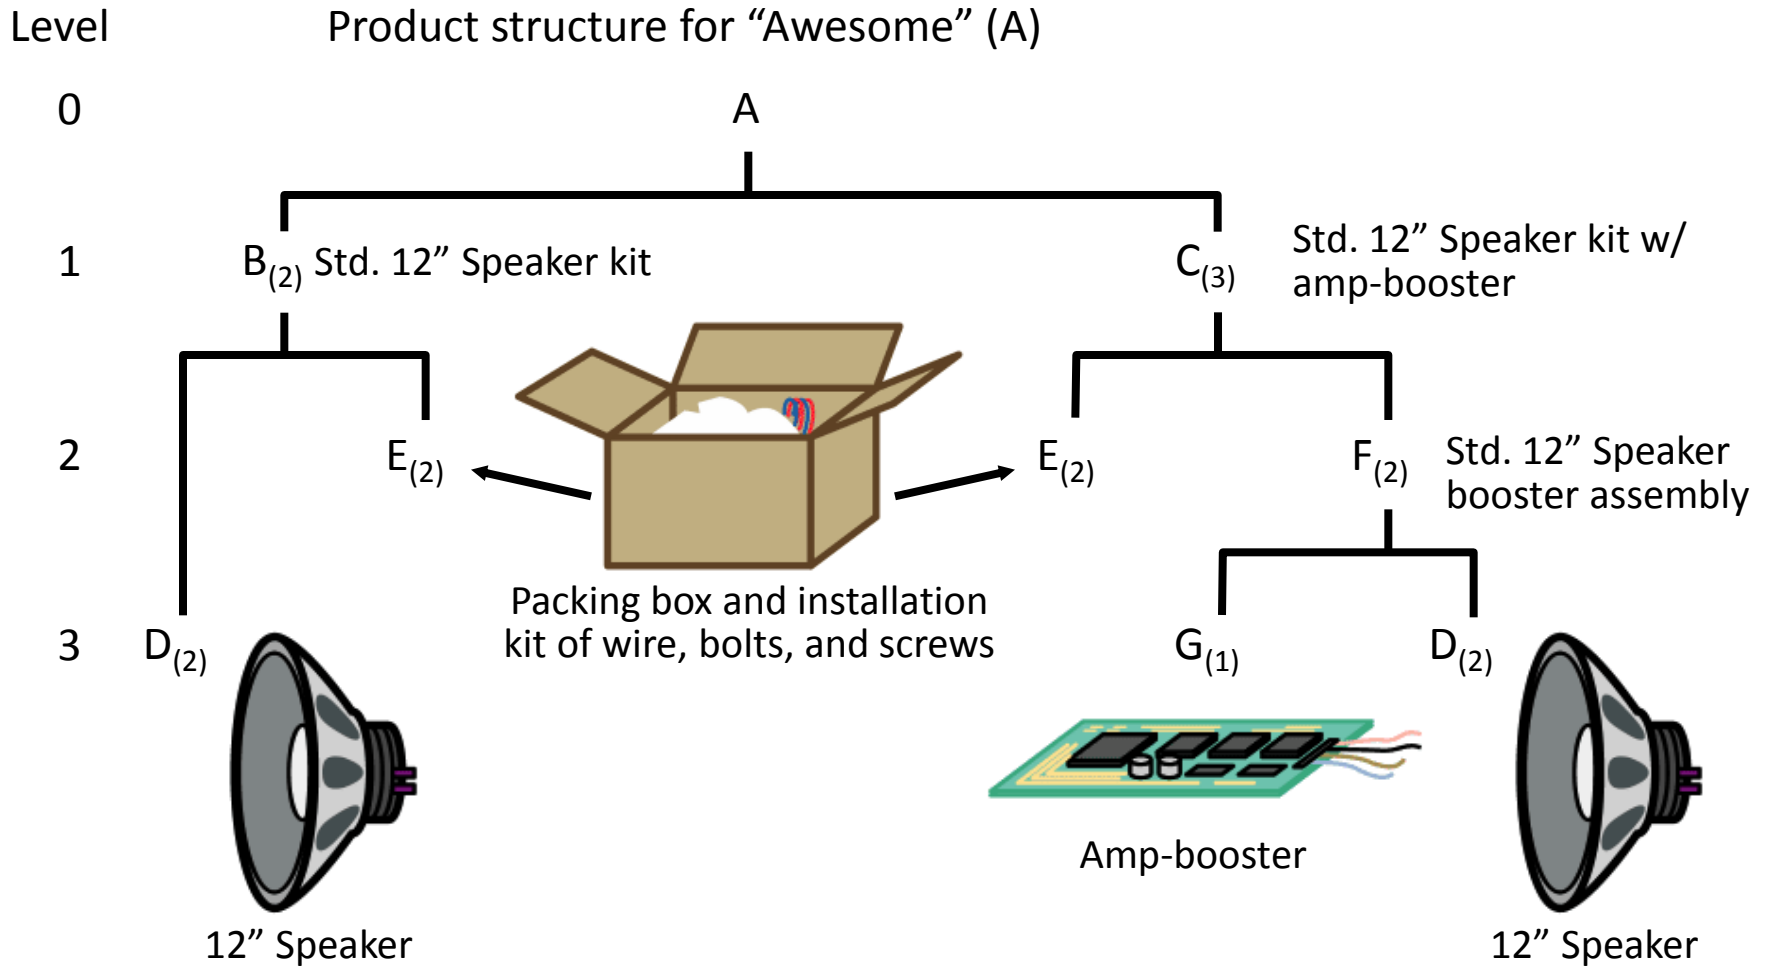 Level
Product structure for “Awesome” (A)
0
A
1
B(2) Std. 12” Speaker kit
C(3)
Std. 12” Speaker kit w/
amp-booster
2
E(2)
E(2)
F(2)
Std. 12” Speaker
booster assembly
Packing box and installation
kit of wire, bolts, and screws
3
D(2)
G(1)
D(2)
Amp-booster
12” Speaker
12” Speaker